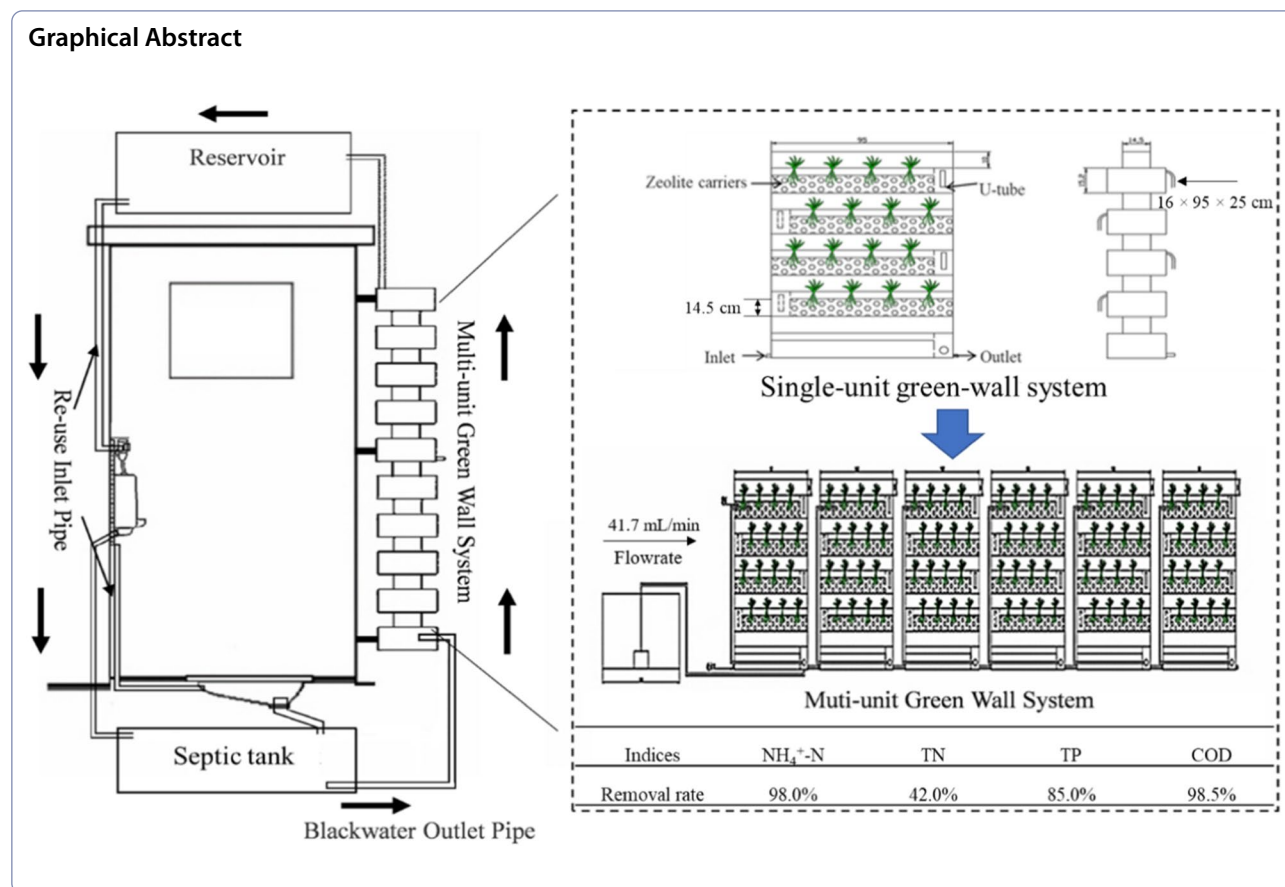 Graphical Abstract
Reservoir
Re-use Inlet Pipe
Multi-unit Green Wall System
Septic tank
Blackwater Outlet Pipe
95
Zeolite carriers
U-tube
14.5 cm
Inlet
Outlet
14.5
16 × 95 × 25 cm
Single-unit green-wall system
41.7 mL/min
Flowrate
Muti-unit Green Wall System
Indices NH₄⁺-N TN TP COD
Removal rate 98.0% 42.0% 85.0% 98.5%